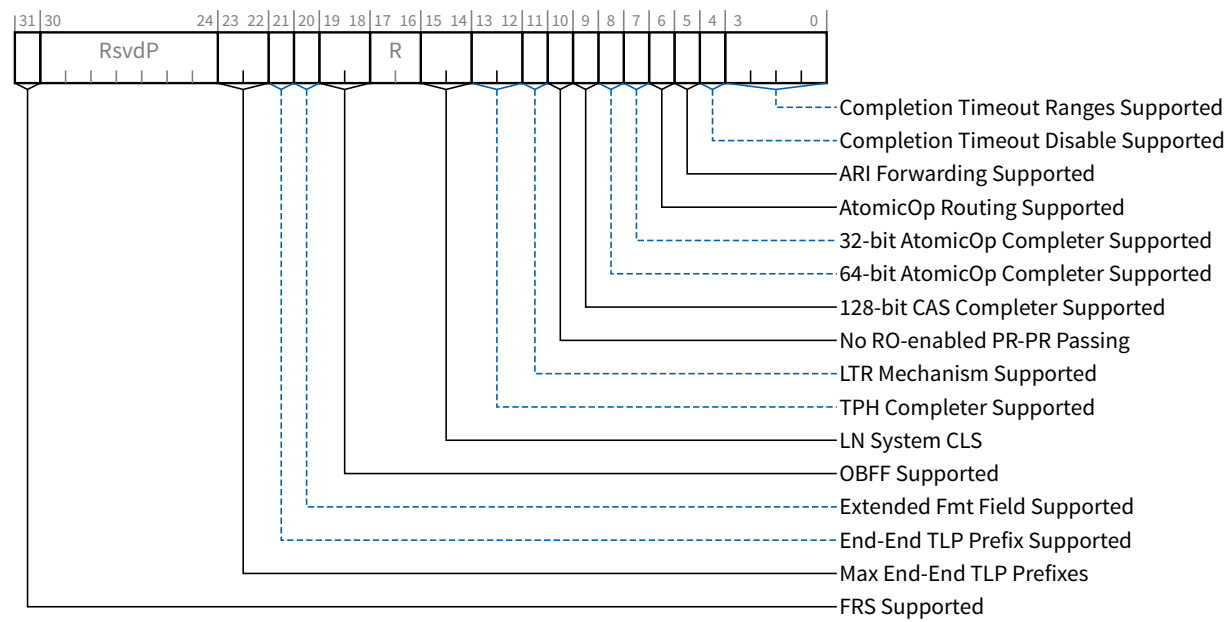 31 30 24 23 22 21 20 19 18 17 16 15 14 13 12 11 10 9 8 7 6 5 4 3 0
RsvdP R
Completion Timeout Ranges Supported
Completion Timeout Disable Supported
ARI Forwarding Supported
AtomicOp Routing Supported
32-bit AtomicOp Completer Supported
64-bit AtomicOp Completer Supported
128-bit CAS Completer Supported
No RO-enabled PR-PR Passing
LTR Mechanism Supported
TPH Completer Supported
LN System CLS
OBFF Supported
Extended Fmt Field Supported
End-End TLP Prefix Supported
Max End-End TLP Prefixes
FRS Supported